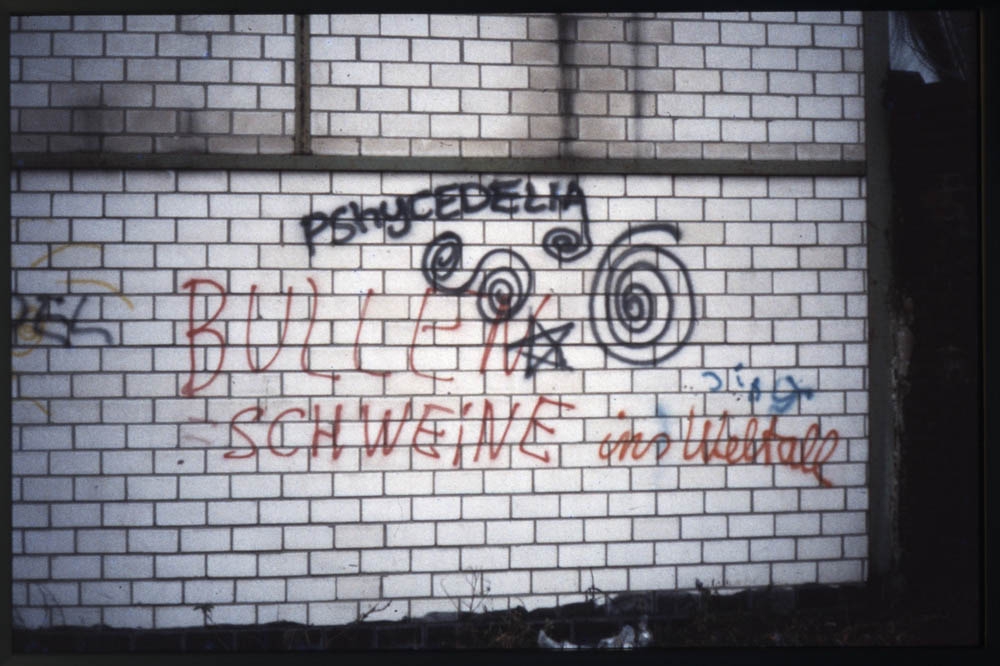 PSHYCEDELIA
BULLEN
-SCHWEINE ins Weltall